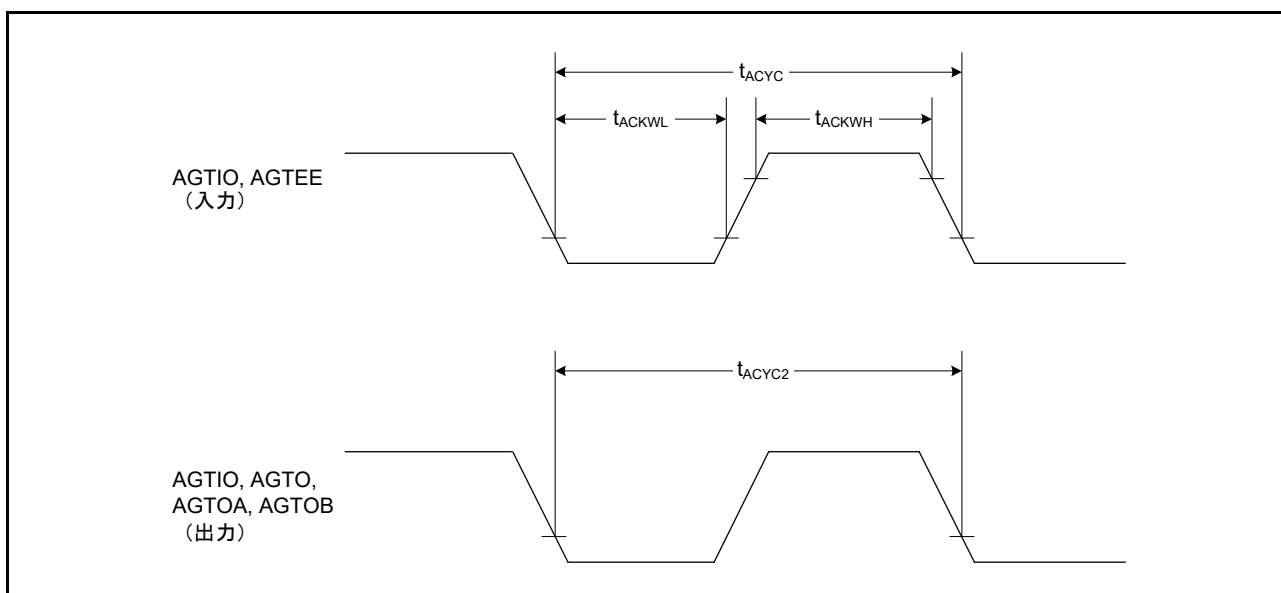 tACYC
tACKWL
tACKWH
AGTIO, AGTEE
（入力）
tACYC2
AGTIO, AGTO,
AGTOA, AGTOB
（出力）